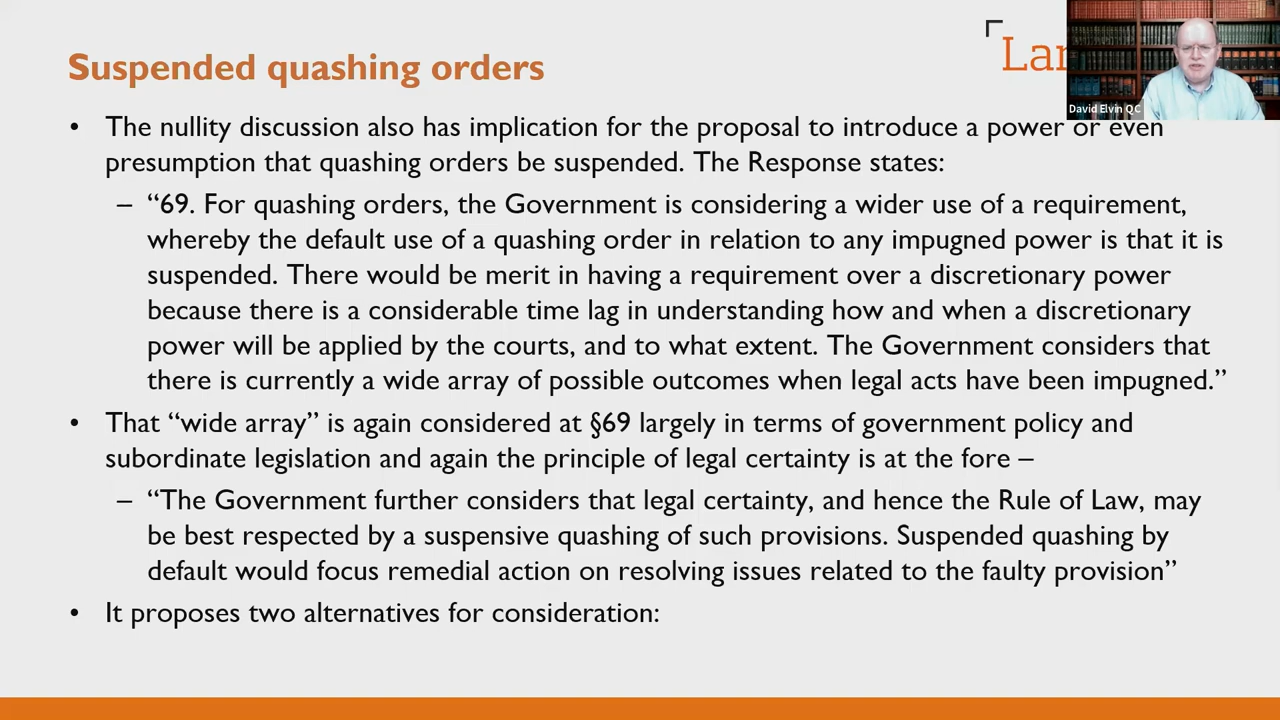 Suspended quashing orders
Lan
David Elvin QC
• The nullity discussion also has implication for the proposal to introduce a power or even
presumption that quashing orders be suspended. The Response states:
– “69. For quashing orders, the Government is considering a wider use of a requirement,
whereby the default use of a quashing order in relation to any impugned power is that it is
suspended. There would be merit in having a requirement over a discretionary power
because there is a considerable time lag in understanding how and when a discretionary
power will be applied by the courts, and to what extent. The Government considers that
there is currently a wide array of possible outcomes when legal acts have been impugned.”
• That “wide array” is again considered at §69 largely in terms of government policy and
subordinate legislation and again the principle of legal certainty is at the fore –
– “The Government further considers that legal certainty, and hence the Rule of Law, may
be best respected by a suspensive quashing of such provisions. Suspended quashing by
default would focus remedial action on resolving issues related to the faulty provision”
• It proposes two alternatives for consideration: